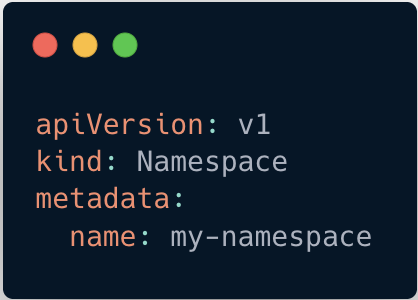 apiVersion: v1
kind: Namespace
metadata:
  name: my-namespace